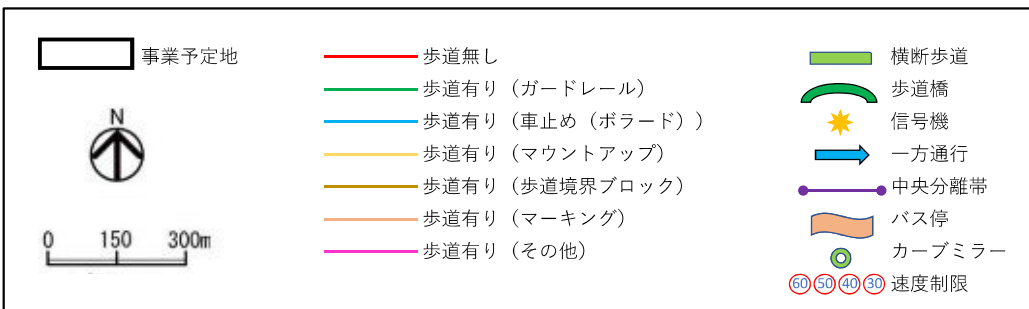 事業予定地
N
0 150 300m
歩道無し
歩道有り（ガードレール）
歩道有り（車止め（ボラード））
歩道有り（マウントアップ）
歩道有り（歩道境界ブロック）
歩道有り（マーキング）
歩道有り（その他）
横断歩道
歩道橋
信号機
一方通行
中央分離帯
バス停
カーブミラー
60 50 40 30 速度制限